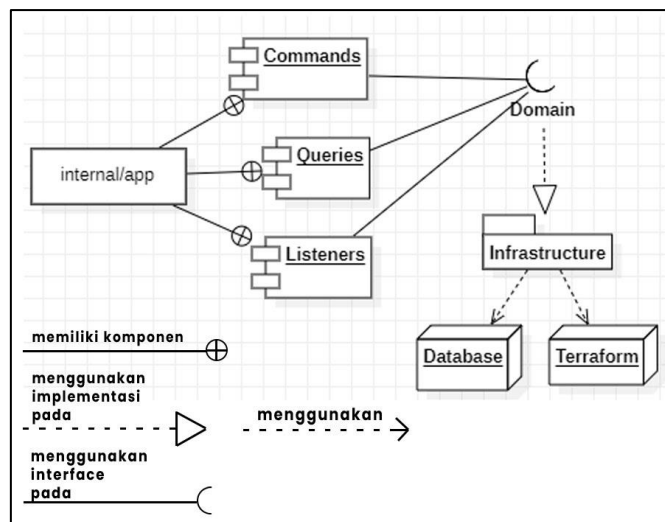 Commands
Domain
Queries
internal/app
Listeners
Infrastructure
Database
Terraform
memiliki komponen
menggunakan
implementasi
pada
menggunakan
menggunakan
interface
pada